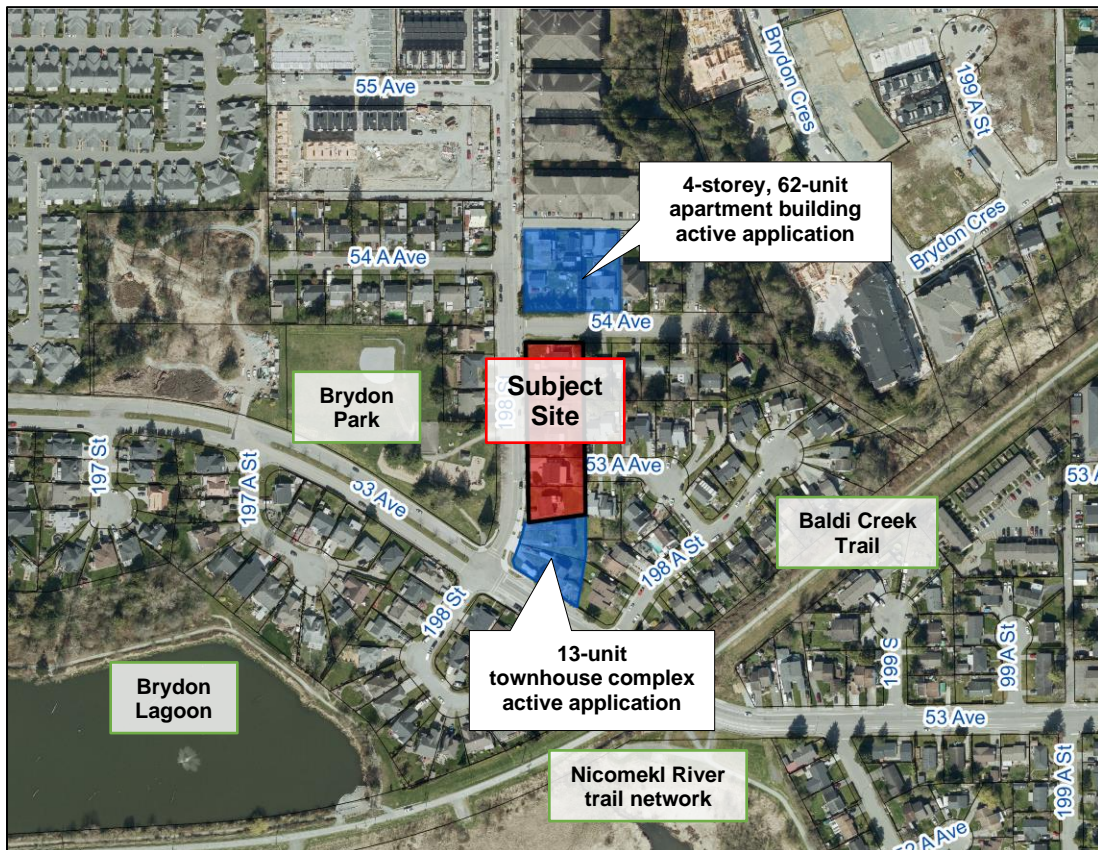 55 Ave
Brydon Cres
199 A St
4-storey, 62-unit
apartment building
active application
Brydon Cres
54 A Ave
54 Ave
Subject
Site
Brydon
Park
53 A Ave
197 St
197 A St
53 Ave
Baldi Creek
Trail
198 A St
198 St
13-unit
townhouse complex
active application
Brydon
Lagoon
199 S
99 A St
53 Ave
Nicomekl River
trail network
199 A St